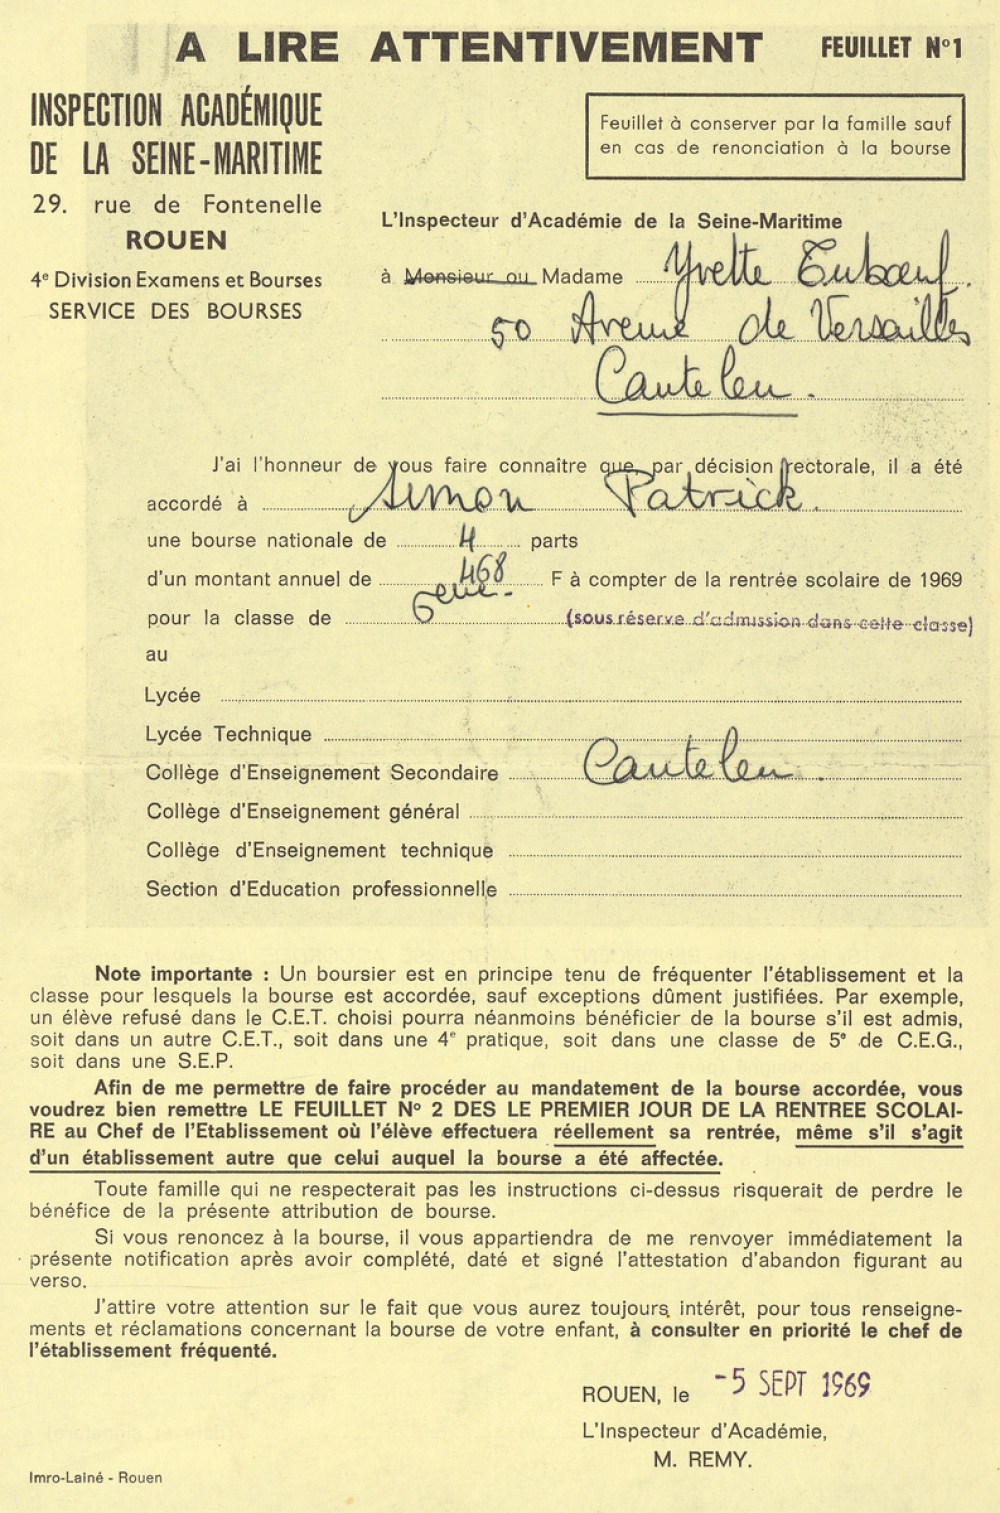 A LIRE ATTENTIVEMENT
FEUILLET Nº1
INSPECTION ACADÉMIQUE
DE LA SEINE-MARITIME
29. rue de Fontenelle
ROUEN
4e Division Examens et Bourses
SERVICE DES BOURSES
Feuillet à conserver par la famille sauf
en cas de renonciation à la bourse
L'Inspecteur d'Académie de la Seine-Maritime
à Monsieur ou Madame Yvette Tubœuf.
50 Avenue de Versailles
Canteleu.
J'ai l'honneur de vous faire connaître que par décision rectorale, il a été
accordé à Simon Patrick.
une bourse nationale de 4 parts
d'un montant annuel de 468 F à compter de la rentrée scolaire de 1969
pour la classe de 6eme. (sous réserve d'admission dans cette classe)
au
Lycée
Lycée Technique
Collège d'Enseignement Secondaire Canteleu.
Collège d'Enseignement général
Collège d'Enseignement technique
Section d'Education professionnelle
Note importante : Un boursier est en principe tenu de fréquenter l'établissement et la
classe pour lesquels la bourse est accordée, sauf exceptions dûment justifiées. Par exemple,
un élève refusé dans le C.E.T. choisi pourra néanmoins bénéficier de la bourse s'il est admis,
soit dans un autre C.E.T., soit dans une 4e pratique, soit dans une classe de 5e de C.E.G.,
soit dans une S.E.P.
Afin de me permettre de faire procéder au mandatement de la bourse accordée, vous
voudrez bien remettre LE FEUILLET Nº 2 DES LE PREMIER JOUR DE LA RENTREE SCOLAI-
RE au Chef de l'Etablissement où l'élève effectuera réellement sa rentrée, même s'il s'agit
d'un établissement autre que celui auquel la bourse a été affectée.
Toute famille qui ne respecterait pas les instructions ci-dessus risquerait de perdre le
bénéfice de la présente attribution de bourse.
Si vous renoncez à la bourse, il vous appartiendra de me renvoyer immédiatement la
présente notification après avoir complété, daté et signé l'attestation d'abandon figurant au
verso.
J'attire votre attention sur le fait que vous aurez toujours intérêt, pour tous renseigne-
ments et réclamations concernant la bourse de votre enfant, à consulter en priorité le chef de
l'établissement fréquenté.
ROUEN, le -5 SEPT 1969
L'Inspecteur d'Académie,
M. REMY.
Imro-Lainé - Rouen